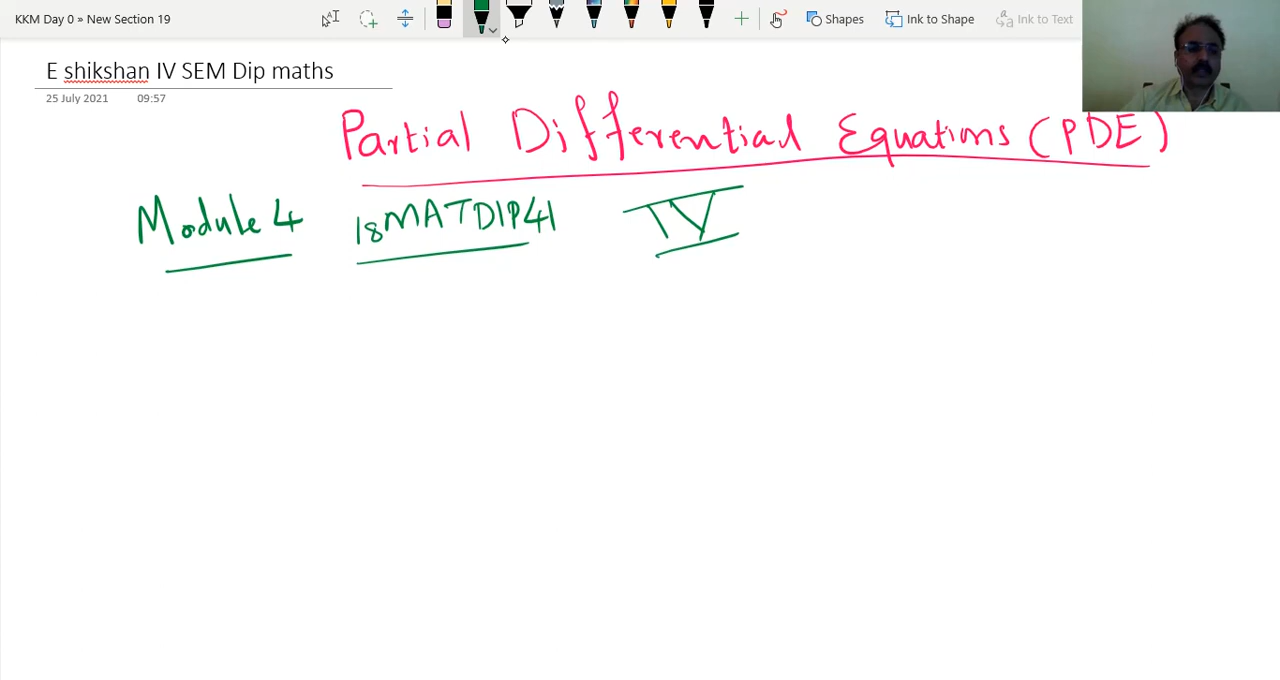 KKM Day 0 » New Section 19
Shapes
Ink to Shape
Ink to Text
E shikshan IV SEM Dip maths
25 July 2021 09:57
Partial Differential Equations (PDE)
Module 4 18MATDIP41 IV